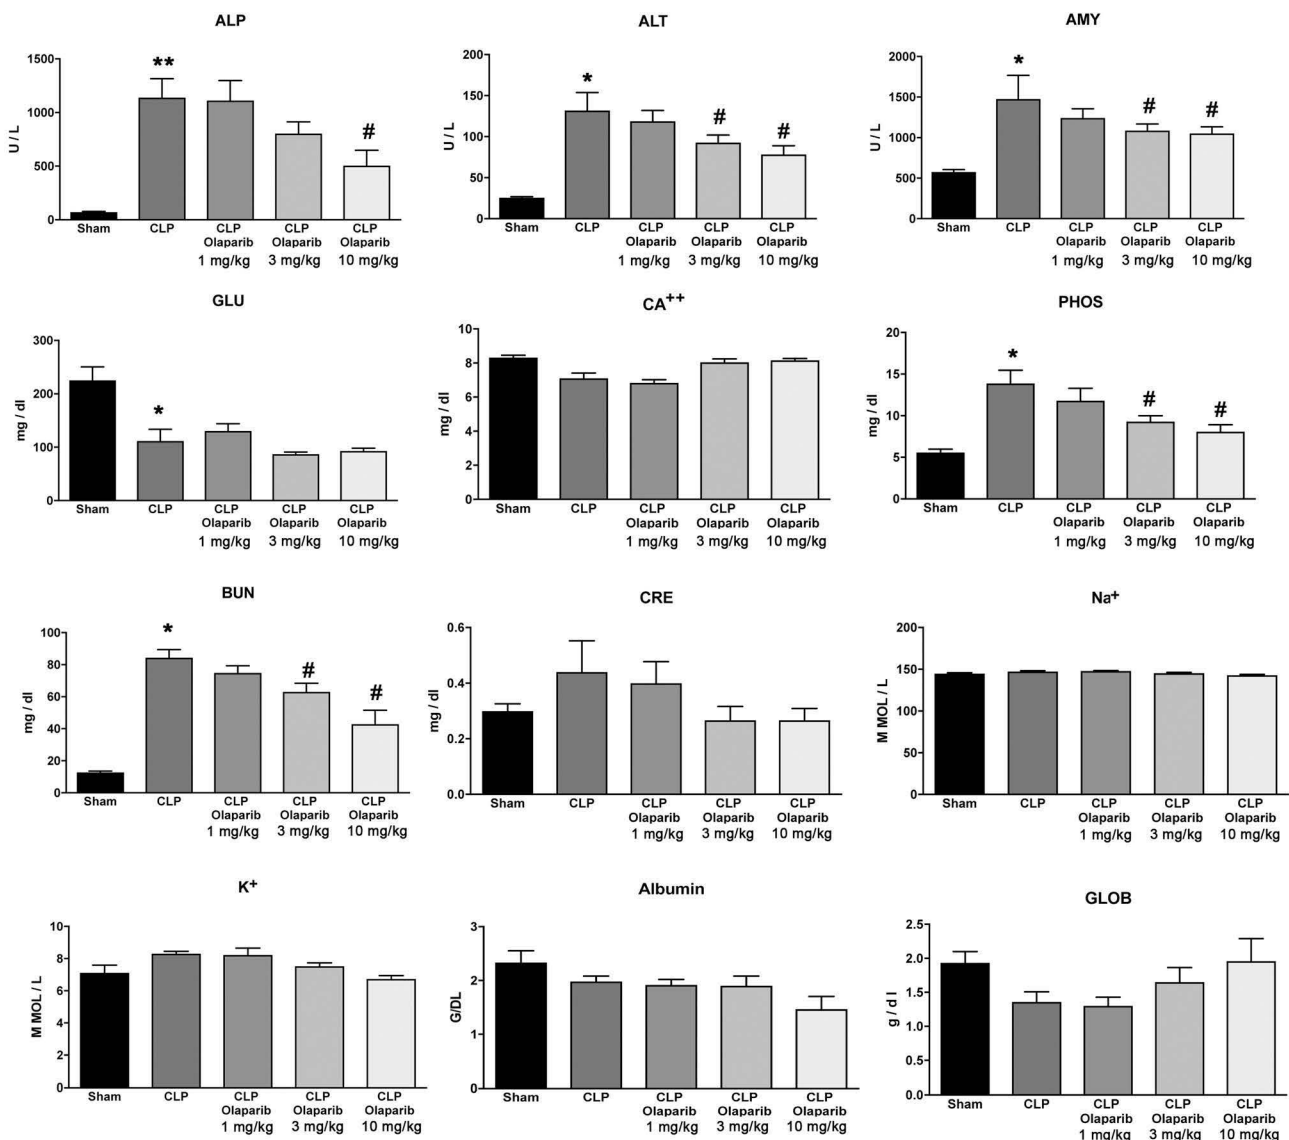 ALP
ALT
AMY
1500
1000
500
0
U / L
**
#
Sham
CLP
CLP
Olaparib
1 mg/kg
CLP
Olaparib
3 mg/kg
CLP
Olaparib
10 mg/kg
200
150
100
50
0
U / L
*
#
#
Sham
CLP
CLP
Olaparib
1 mg/kg
CLP
Olaparib
3 mg/kg
CLP
Olaparib
10 mg/kg
2000
1500
1000
500
0
U / L
*
#
#
Sham
CLP
CLP
Olaparib
1 mg/kg
CLP
Olaparib
3 mg/kg
CLP
Olaparib
10 mg/kg
GLU
CA++
PHOS
300
200
100
0
mg / dl
*
Sham
CLP
CLP
Olaparib
1 mg/kg
CLP
Olaparib
3 mg/kg
CLP
Olaparib
10 mg/kg
10
8
6
4
2
0
mg / dl
Sham
CLP
CLP
Olaparib
1 mg/kg
CLP
Olaparib
3 mg/kg
CLP
Olaparib
10 mg/kg
20
15
10
5
0
mg / dl
*
#
#
Sham
CLP
CLP
Olaparib
1 mg/kg
CLP
Olaparib
3 mg/kg
CLP
Olaparib
10 mg/kg
BUN
CRE
Na+
100
80
60
40
20
0
mg / dl
*
#
#
Sham
CLP
CLP
Olaparib
1 mg/kg
CLP
Olaparib
3 mg/kg
CLP
Olaparib
10 mg/kg
0.6
0.4
0.2
0.0
mg / dl
Sham
CLP
CLP
Olaparib
1 mg/kg
CLP
Olaparib
3 mg/kg
CLP
Olaparib
10 mg/kg
200
150
100
50
0
M MOL / L
Sham
CLP
CLP
Olaparib
1 mg/kg
CLP
Olaparib
3 mg/kg
CLP
Olaparib
10 mg/kg
K+
Albumin
GLOB
10
8
6
4
2
0
M MOL / L
Sham
CLP
CLP
Olaparib
1 mg/kg
CLP
Olaparib
3 mg/kg
CLP
Olaparib
10 mg/kg
3
2
1
0
G/DL
Sham
CLP
CLP
Olaparib
1 mg/kg
CLP
Olaparib
3 mg/kg
CLP
Olaparib
10 mg/kg
2.5
2.0
1.5
1.0
0.5
0.0
g / d l
Sham
CLP
CLP
Olaparib
1 mg/kg
CLP
Olaparib
3 mg/kg
CLP
Olaparib
10 mg/kg